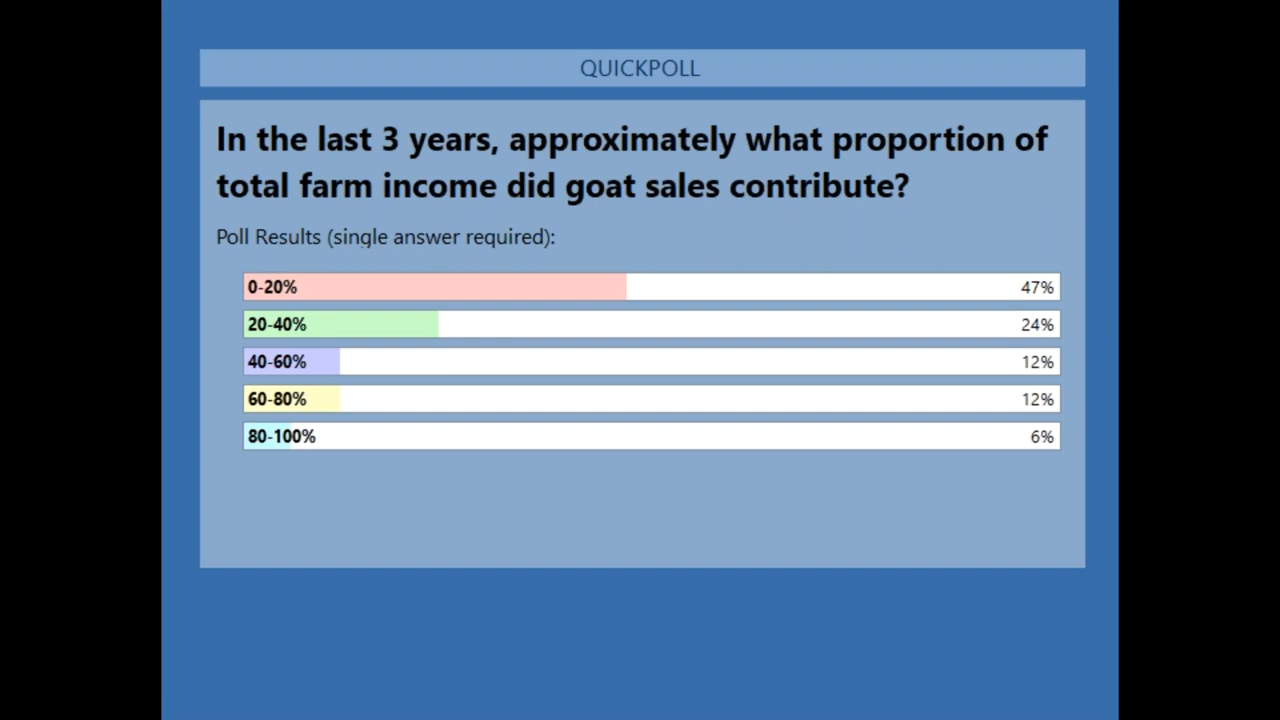 QUICKPOLL
In the last 3 years, approximately what proportion of
total farm income did goat sales contribute?
Poll Results (single answer required):
0-20% 47%
20-40% 24%
40-60% 12%
60-80% 12%
80-100% 6%